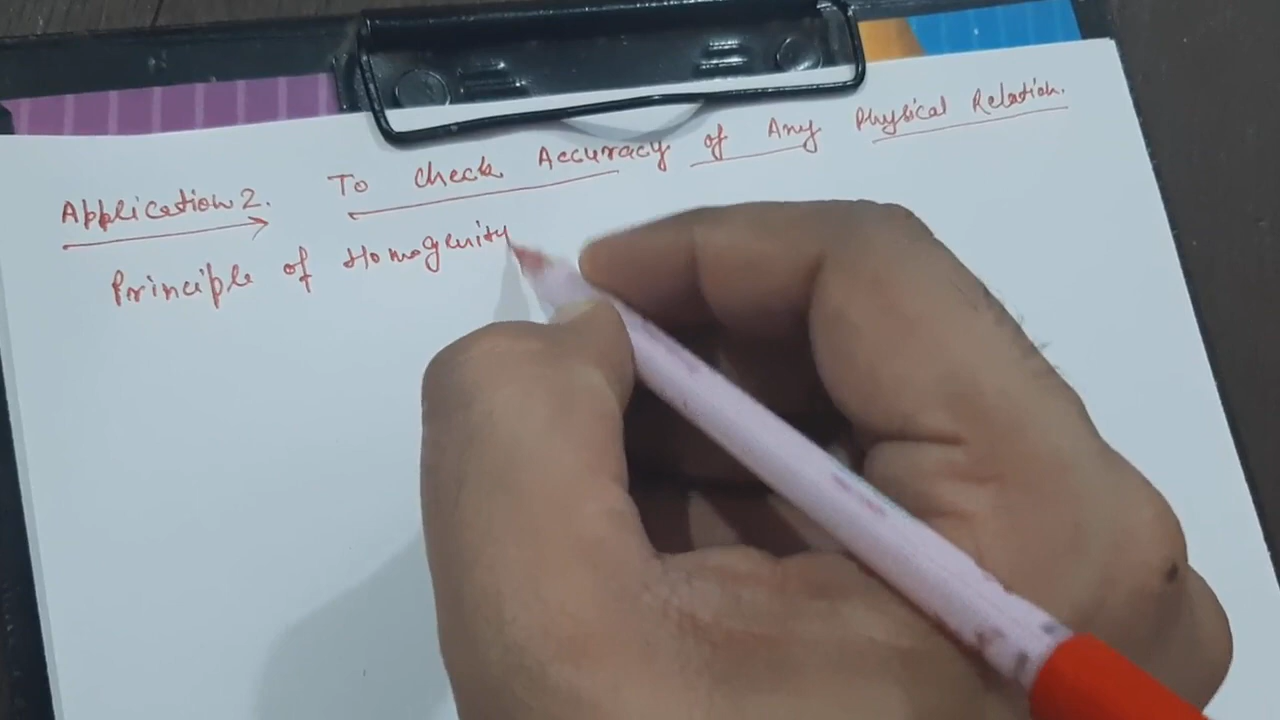 Application 2. To check Accuracy of Any Physical Relation.
Principle of Homogenity